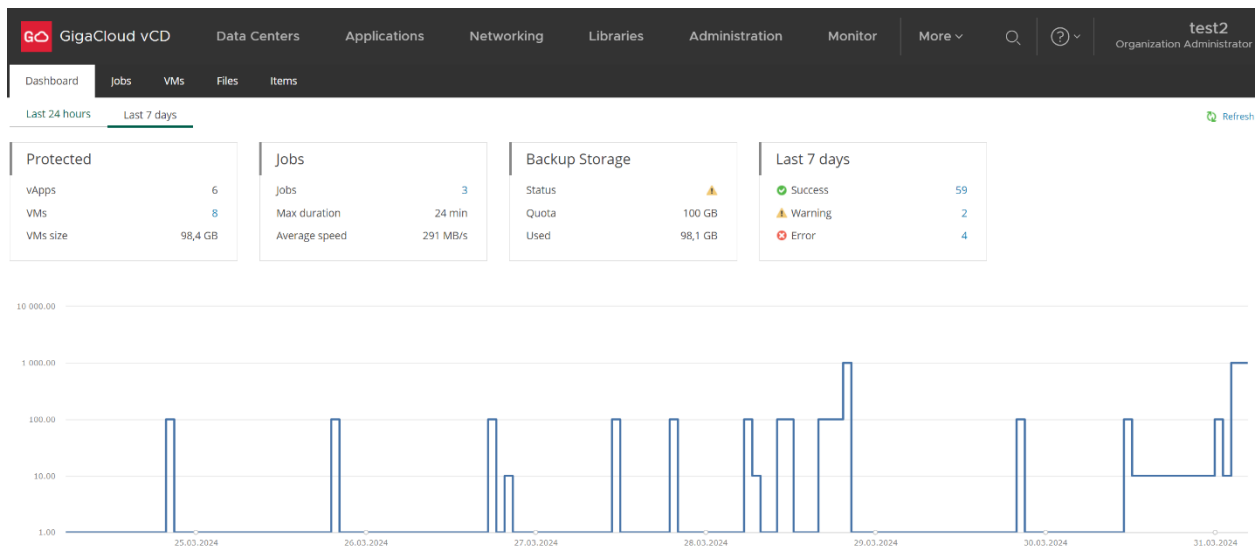 GigaCloud vCD Data Centers Applications Networking Libraries Administration Monitor More test2
Organization Administrator
Dashboard Jobs VMs Files Items
Last 24 hours Last 7 days Refresh
Protected
vApps 6
VMs 8
VMs size 98,4 GB
Jobs
Jobs 3
Max duration 24 min
Average speed 291 MB/s
Backup Storage
Status
Quota 100 GB
Used 98,1 GB
Last 7 days
Success 59
Warning 2
Error 4
10 000.00
1 000.00
100.00
10.00
1.00
25.03.2024 26.03.2024 27.03.2024 28.03.2024 29.03.2024 30.03.2024 31.03.2024